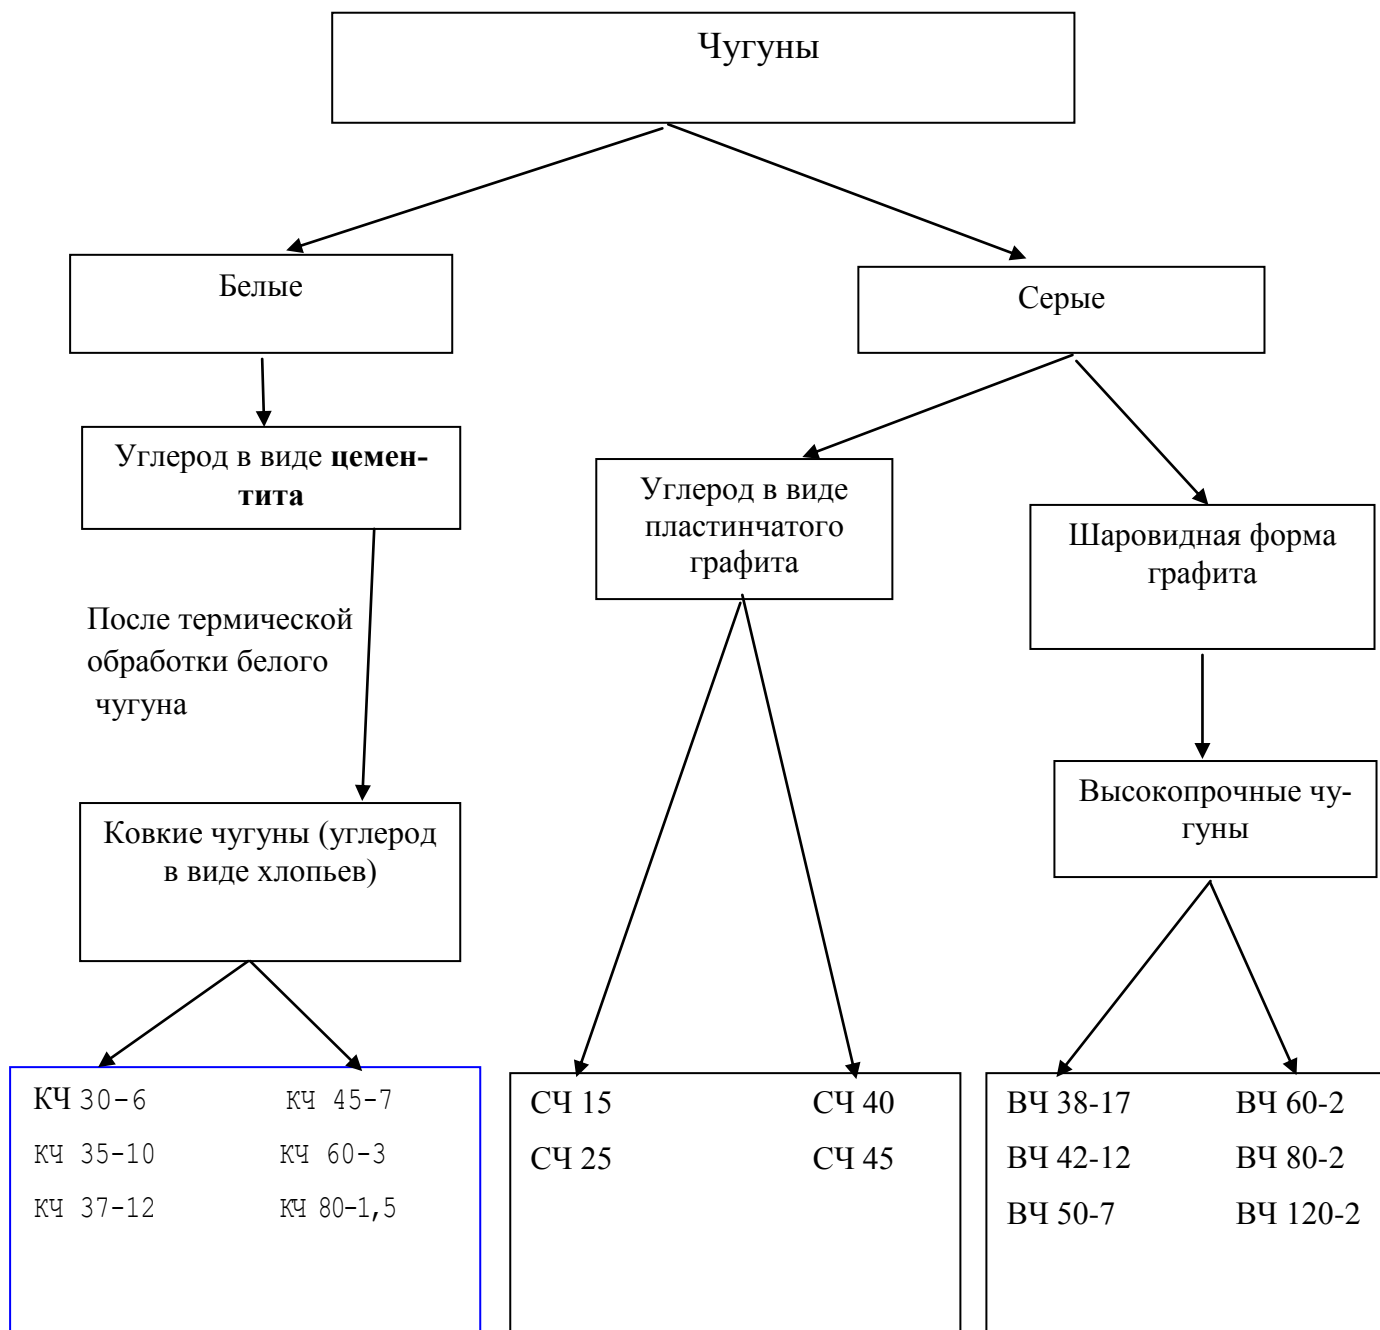 Чугуны
Белые
Серые
Углерод в виде цемен-
тита
Углерод в виде
пластинчатого
графита
Шаровидная форма
графита
После термической
обработки белого
чугуна
Высокопрочные чу-
гуны
Ковкие чугуны (углерод
в виде хлопьев)
КЧ 30-6 КЧ 45-7
КЧ 35-10 КЧ 60-3
КЧ 37-12 КЧ 80-1,5
СЧ 15 СЧ 40
СЧ 25 СЧ 45
ВЧ 38-17 ВЧ 60-2
ВЧ 42-12 ВЧ 80-2
ВЧ 50-7 ВЧ 120-2